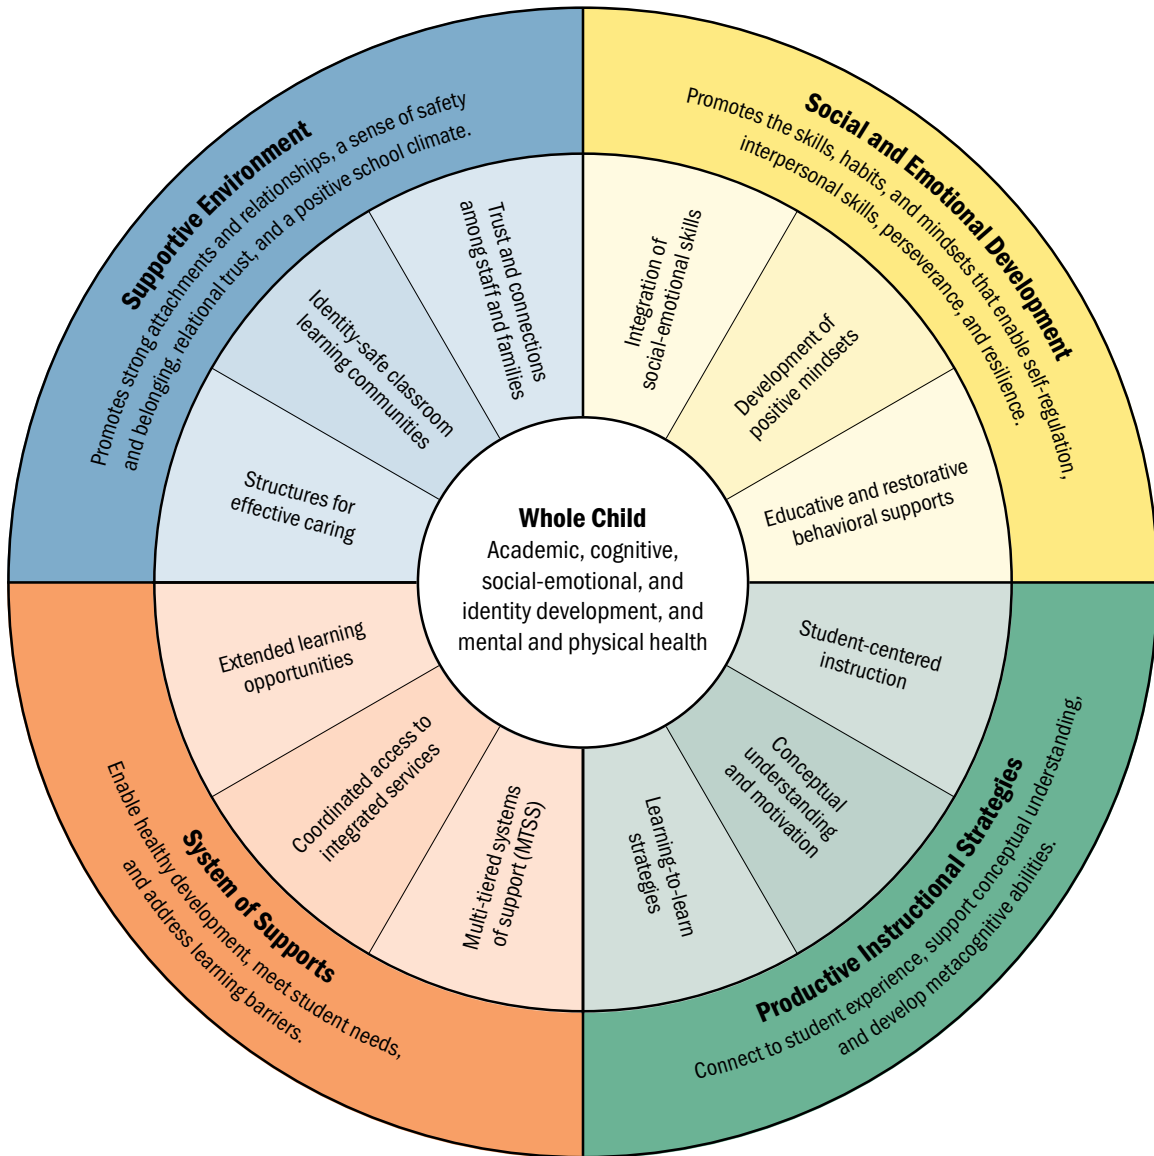 Supportive Environment
Promotes strong attachments and relationships, a sense of safety
and belonging, relational trust, and a positive school climate.
Structures for
effective caring
Identity-safe classroom
learning communities
Trust and connections
among staff and families
Social and Emotional Development
Promotes the skills, habits, and mindsets that enable self-regulation,
interpersonal skills, perseverance, and resilience.
Integration of
social-emotional skills
Development of
positive mindsets
Educative and restorative
behavioral supports
Whole Child
Academic, cognitive,
social-emotional, and
identity development, and
mental and physical health
Student-centered
instruction
Conceptual
understanding
and motivation
Learning-to-learn
strategies
Productive Instructional Strategies
Connect to student experience, support conceptual understanding,
and develop metacognitive abilities.
Extended learning
opportunities
Coordinated access to
integrated services
Multi-tiered systems
of support (MTSS)
System of Supports
Enable healthy development, meet student needs,
and address learning barriers.